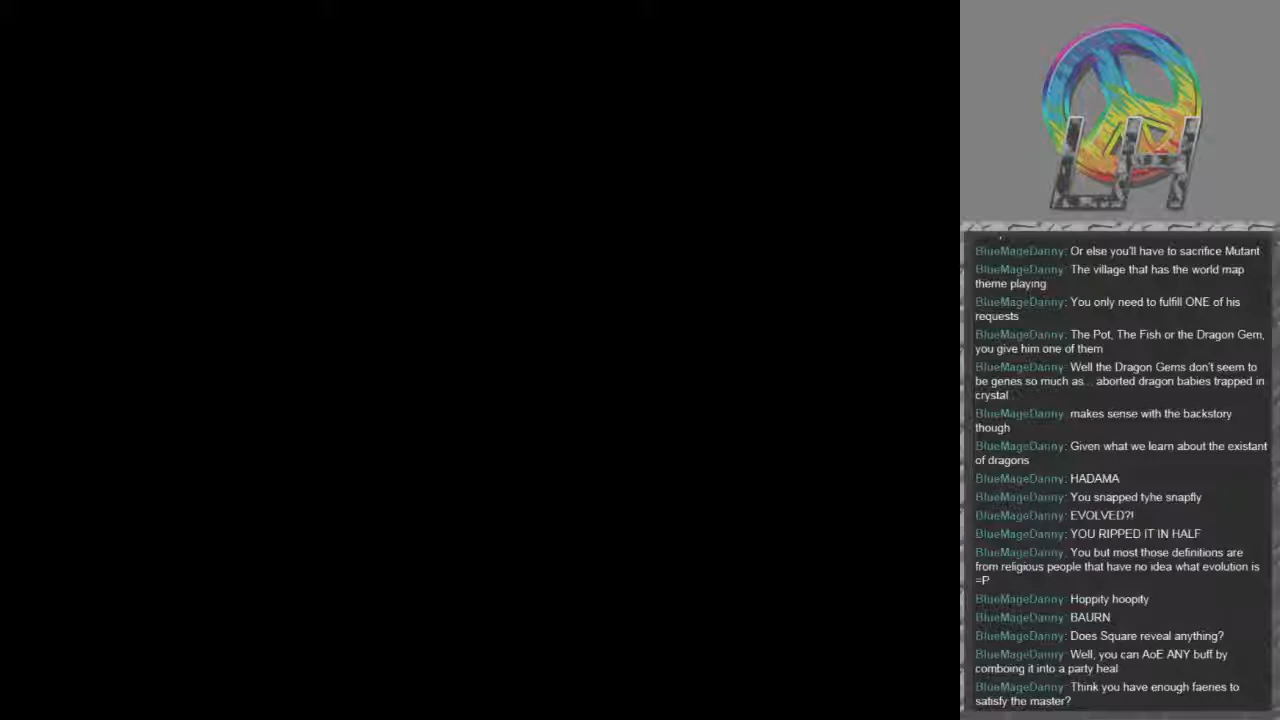 LH
BlueMageDanny: Or else you'll have to sacrifice Mutant
BlueMageDanny: The village that has the world map
theme playing
BlueMageDanny: You only need to fulfill ONE of his
requests
BlueMageDanny: The Pot, The Fish or the Dragon Gem,
you give him one of them
BlueMageDanny: Well the Dragon Gems don't seem to
be genes so much as... aborted dragon babies trapped in
crystal
BlueMageDanny: makes sense with the backstory
though
BlueMageDanny: Given what we learn about the existant
of dragons
BlueMageDanny: HADAMA
BlueMageDanny: You snapped tyhe snapfly
BlueMageDanny: EVOLVED?!
BlueMageDanny: YOU RIPPED IT IN HALF
BlueMageDanny: You but most those definitions are
from religious people that have no idea what evolution is
=P
BlueMageDanny: Hoppity hoopity
BlueMageDanny: BAURN
BlueMageDanny: Does Square reveal anything?
BlueMageDanny: Well, you can AoE ANY buff by
comboing it into a party heal
BlueMageDanny: Think you have enough faeries to
satisfy the master?